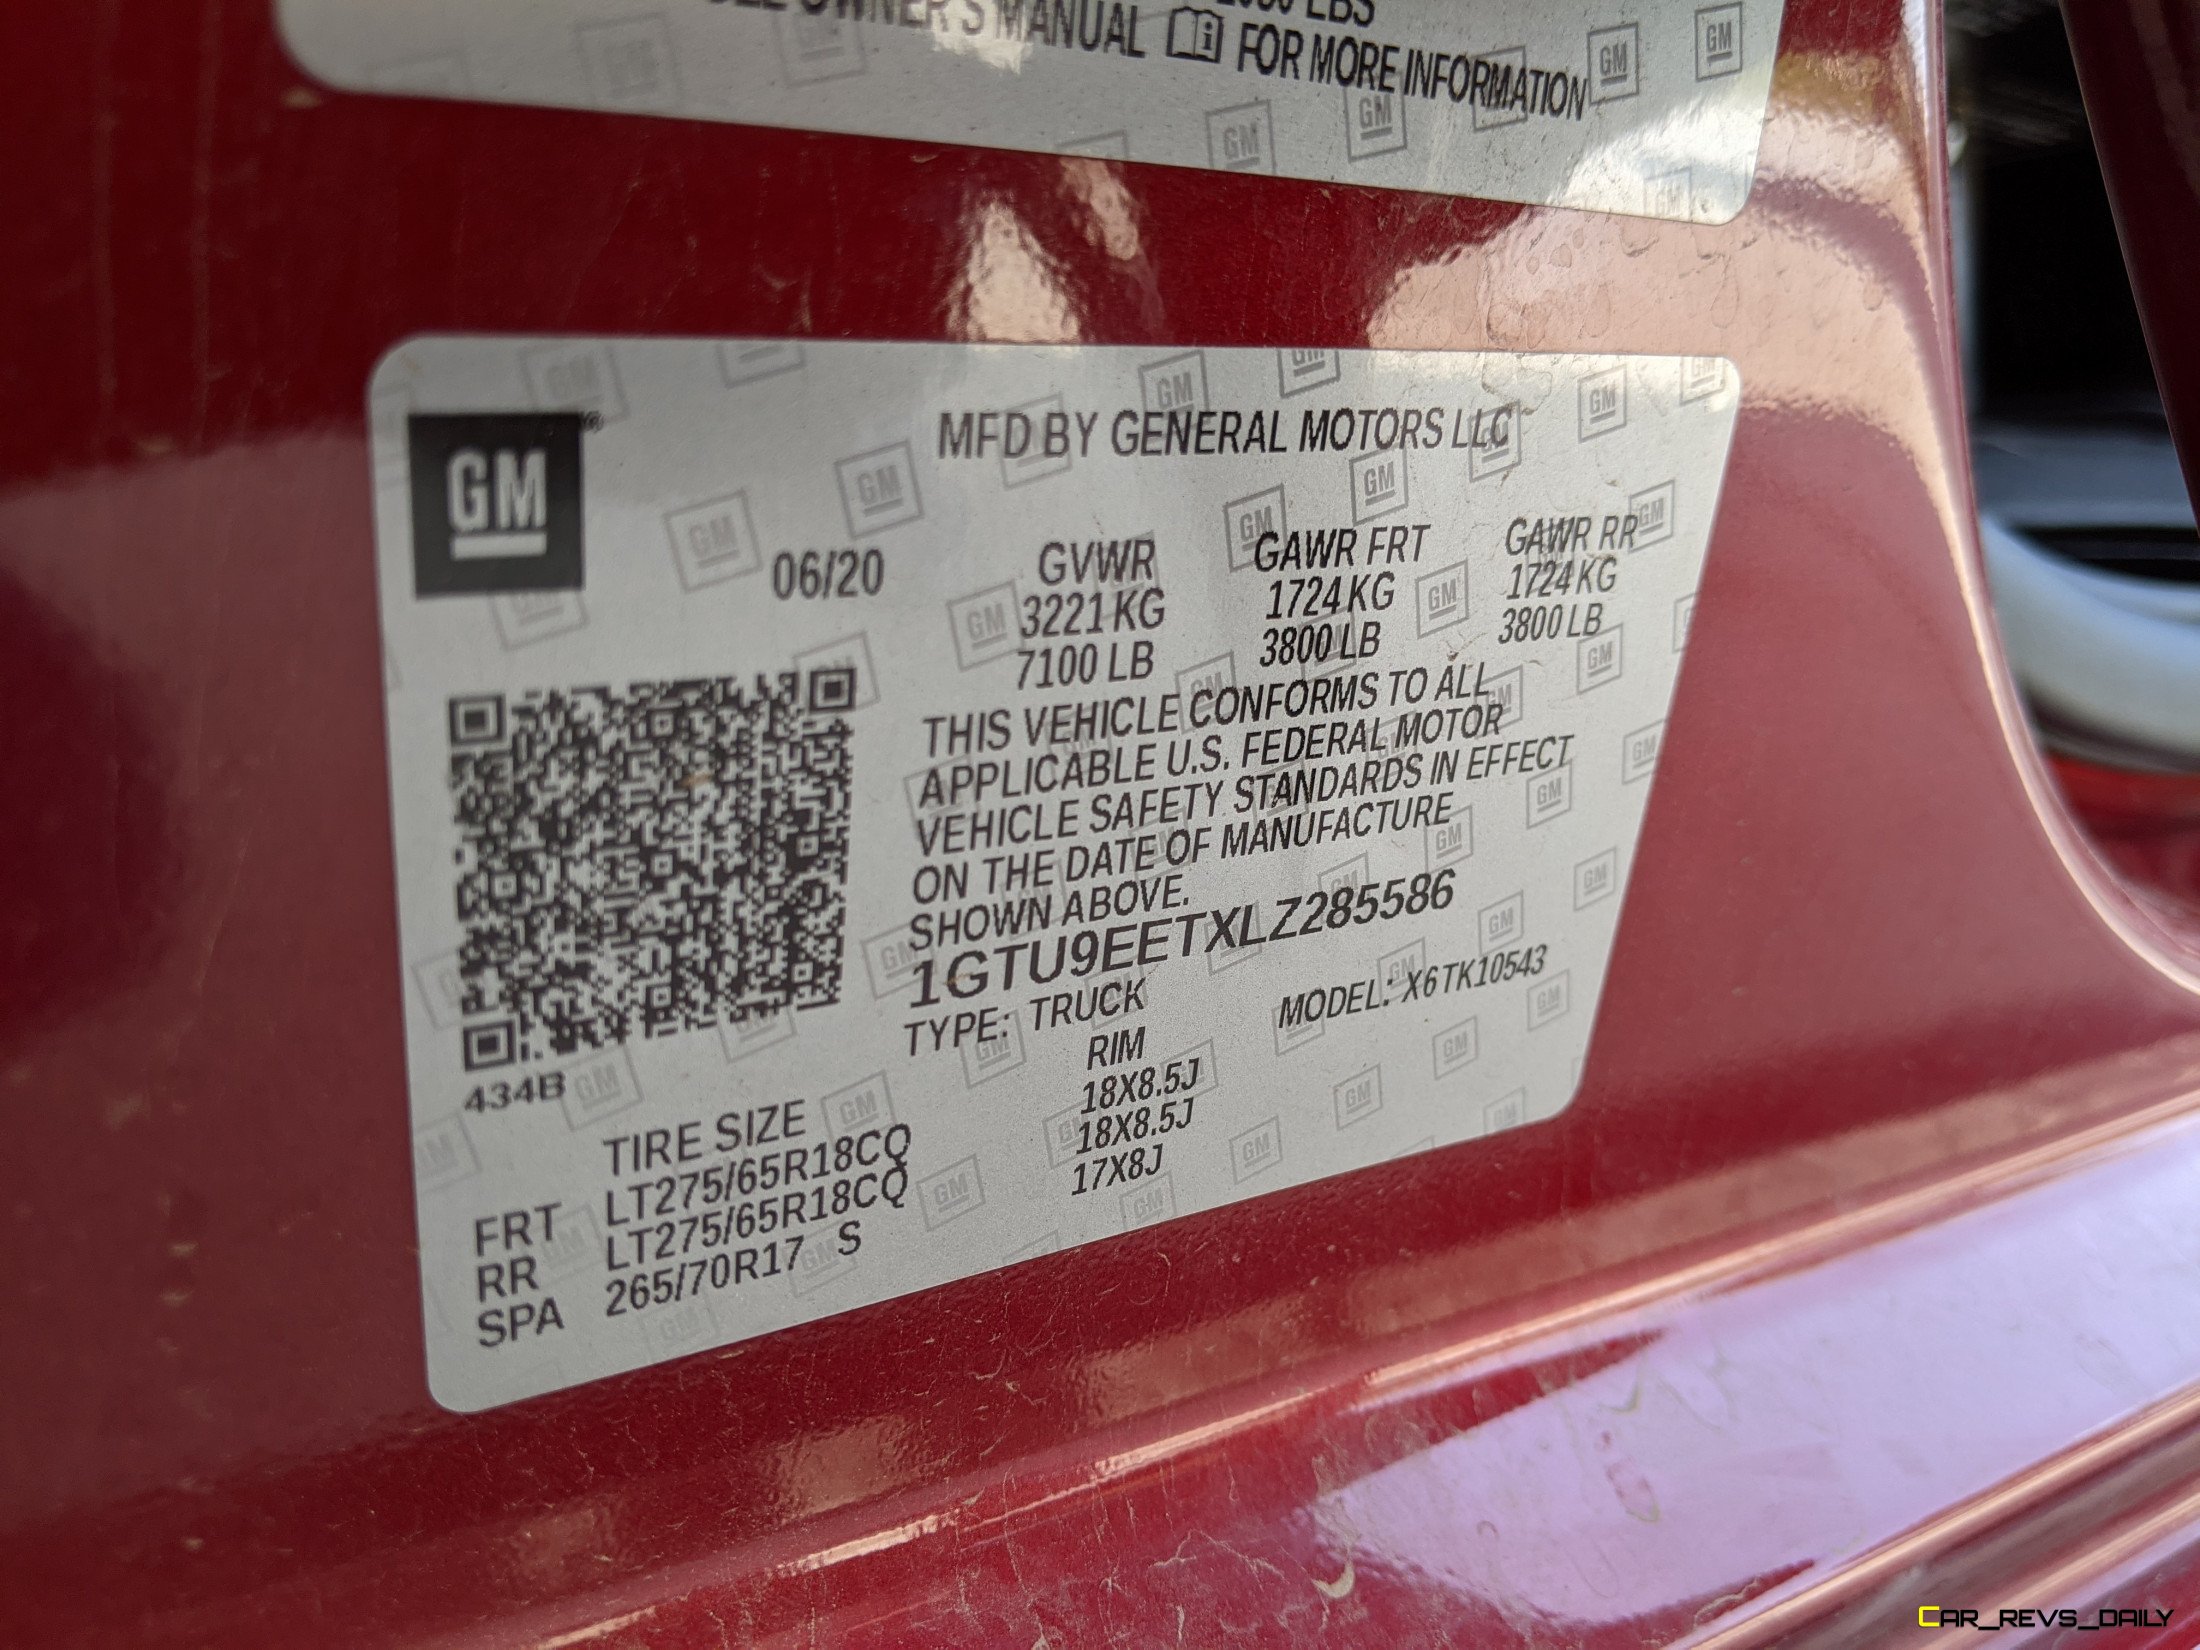 OWNER'S MANUAL FOR MORE INFORMATION
LBS
GM
MFD BY GENERAL MOTORS LLC
06/20
GVWR GAWR FRT GAWR RR
3221 KG 1724 KG 1724 KG
7100 LB 3800 LB 3800 LB
THIS VEHICLE CONFORMS TO ALL
APPLICABLE U.S. FEDERAL MOTOR
VEHICLE SAFETY STANDARDS IN EFFECT
ON THE DATE OF MANUFACTURE
SHOWN ABOVE.
1GTU9EETXLZ285586
TYPE: TRUCK MODEL: X6TK10543
434B
TIRE SIZE RIM
FRT LT275/65R18CQ 18X8.5J
RR LT275/65R18CQ 18X8.5J
SPA 265/70R17 S 17X8J
CAR_REVS_DAILY